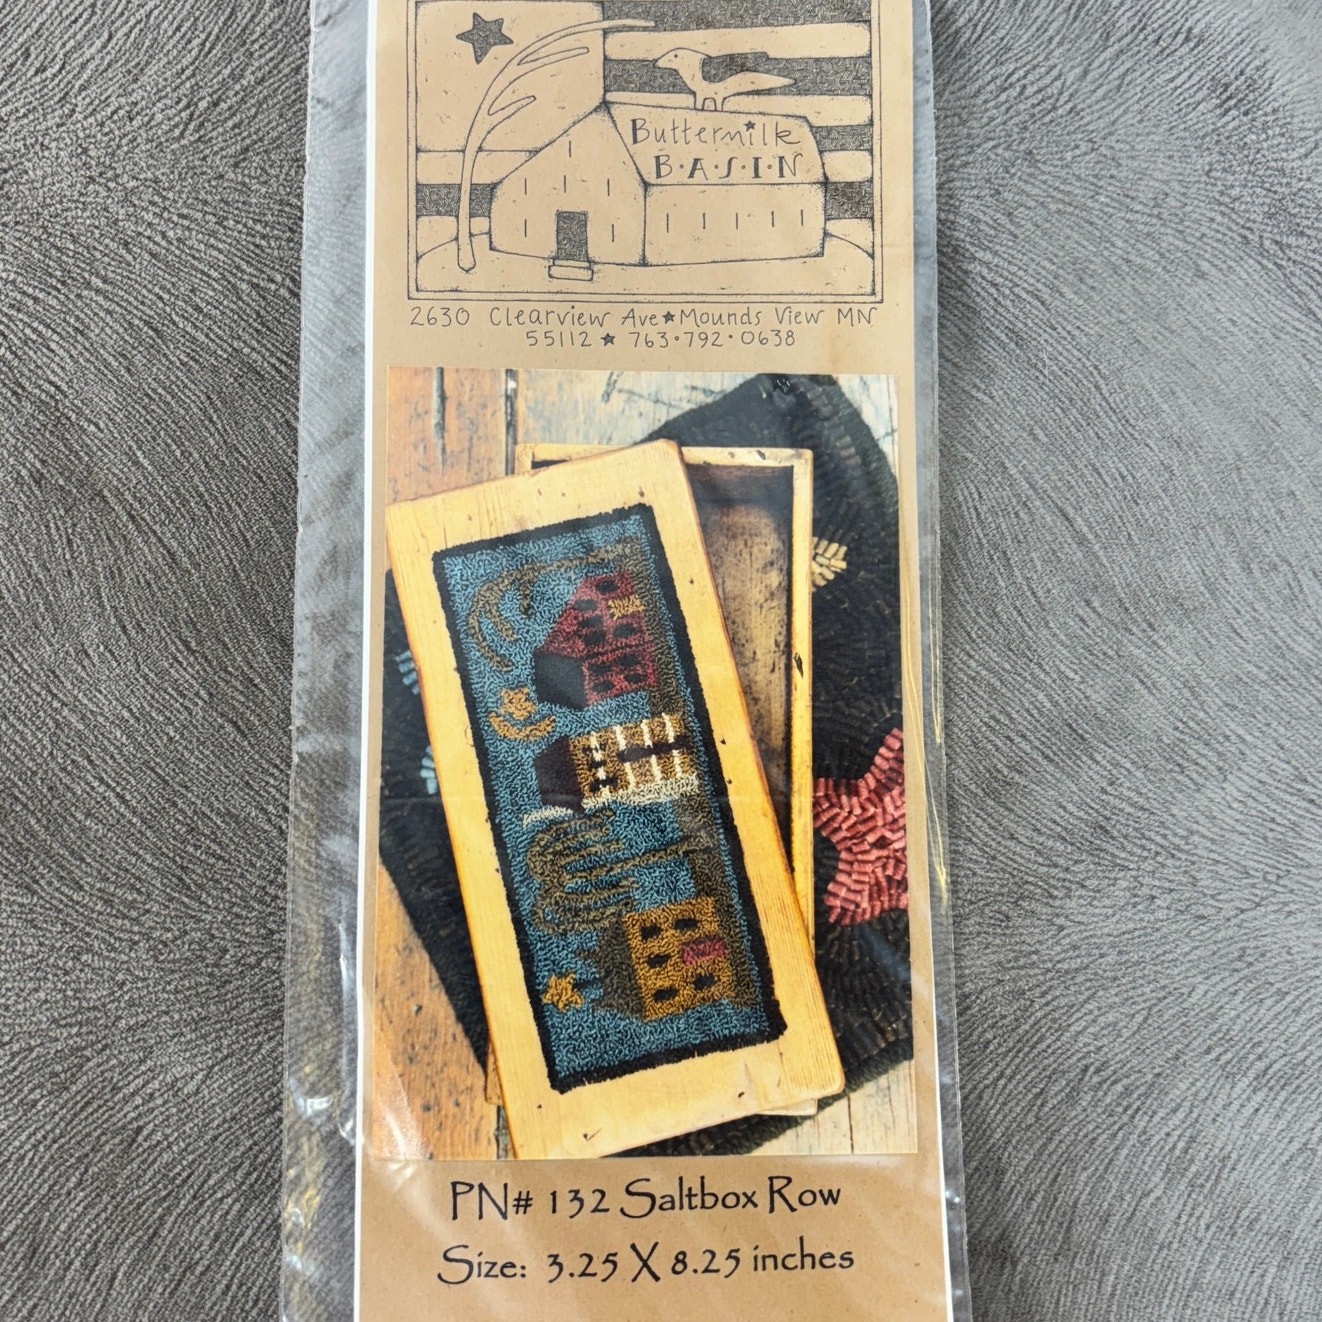 Buttermilk
B•A•S•I•N
2630 Clearview Ave★Mounds View MN
55112 ★ 763•792•0638
PN# 132 Saltbox Row
Size: 3.25 X 8.25 inches